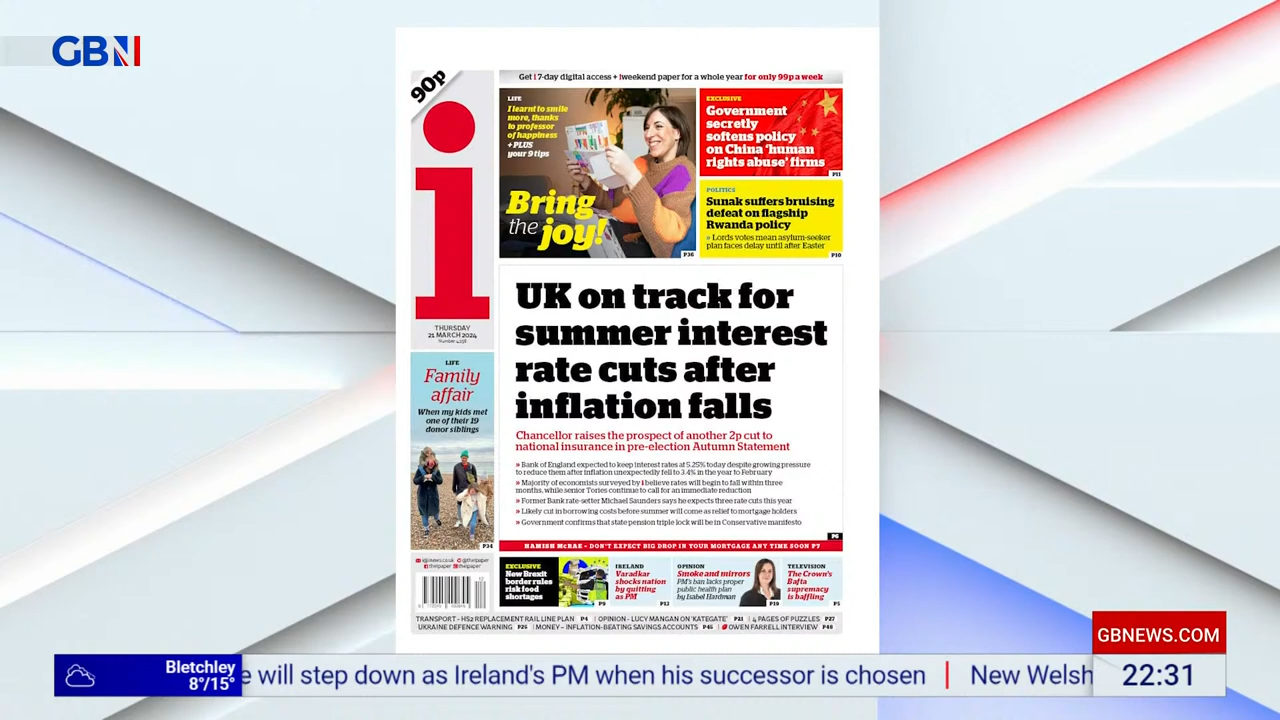 GBN
Get i 7-day digital access + iweekend paper for a whole year for only 99p a week
90p
i
THURSDAY
21 MARCH 2024
LIFE
I learnt to smile
more, thanks
to professor
of happiness
+ PLUS
your 9 tips
Bring
the joy!
P36
EXCLUSIVE
Government
secretly
softens policy
on China 'human
rights abuse' firms
P11
POLITICS
Sunak suffers bruising
defeat on flagship
Rwanda policy
» Lords votes mean asylum-seeker
plan faces delay until after Easter
P10
UK on track for
summer interest
rate cuts after
inflation falls
Chancellor raises the prospect of another 2p cut to
national insurance in pre-election Autumn Statement
» Bank of England expected to keep interest rates at 5.25% today despite growing pressure
to reduce them after inflation unexpectedly fell to 3.4% in the year to February
» Majority of economists surveyed by i believe rates will begin to fall within three
months, while senior Tories continue to call for an immediate reduction
» Former Bank rate-setter Michael Saunders says he expects three rate cuts this year
» Likely cut in borrowing costs before summer will come as relief to mortgage holders
» Government confirms that state pension triple lock will be in Conservative manifesto
P6
HAMISH McRAE – DON'T EXPECT BIG DROP IN YOUR MORTGAGE ANY TIME SOON P7
LIFE
Family
affair
When my kids met
one of their 19
donor siblings
P34
EXCLUSIVE
New Brexit
border rules
risk food
shortages
P9
IRELAND
Varadkar
shocks nation
by quitting
as PM
P13
OPINION
Smoke and mirrors
PM's ban lacks proper
public health plan
by Isabel Hardman
P19
TELEVISION
The Crown's
Bafta
supremacy
is baffling
P5
TRANSPORT – HS2 REPLACEMENT RAIL LINE PLAN P4 | OPINION – LUCY MANGAN ON 'KATEGATE' P21 | 4 PAGES OF PUZZLES P27
UKRAINE DEFENCE WARNING P26 | MONEY – INFLATION-BEATING SAVINGS ACCOUNTS P45 | OWEN FARRELL INTERVIEW P48
GBNEWS.COM
Bletchley
8°/15°
e will step down as Ireland's PM when his successor is chosen | New Welsh
22:31